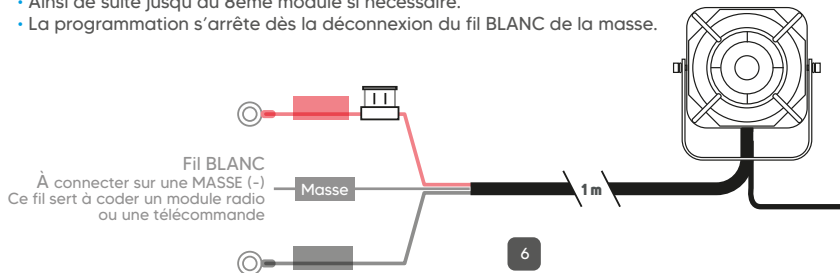 • Ainsi de suite jusqu'au 8ème module si nécessaire.
• La programmation s'arrête dès la déconnexion du fil BLANC de la masse.
Fil BLANC
À connecter sur une MASSE (-)
Ce fil sert à coder un module radio
ou une télécommande
Masse
1 m
6